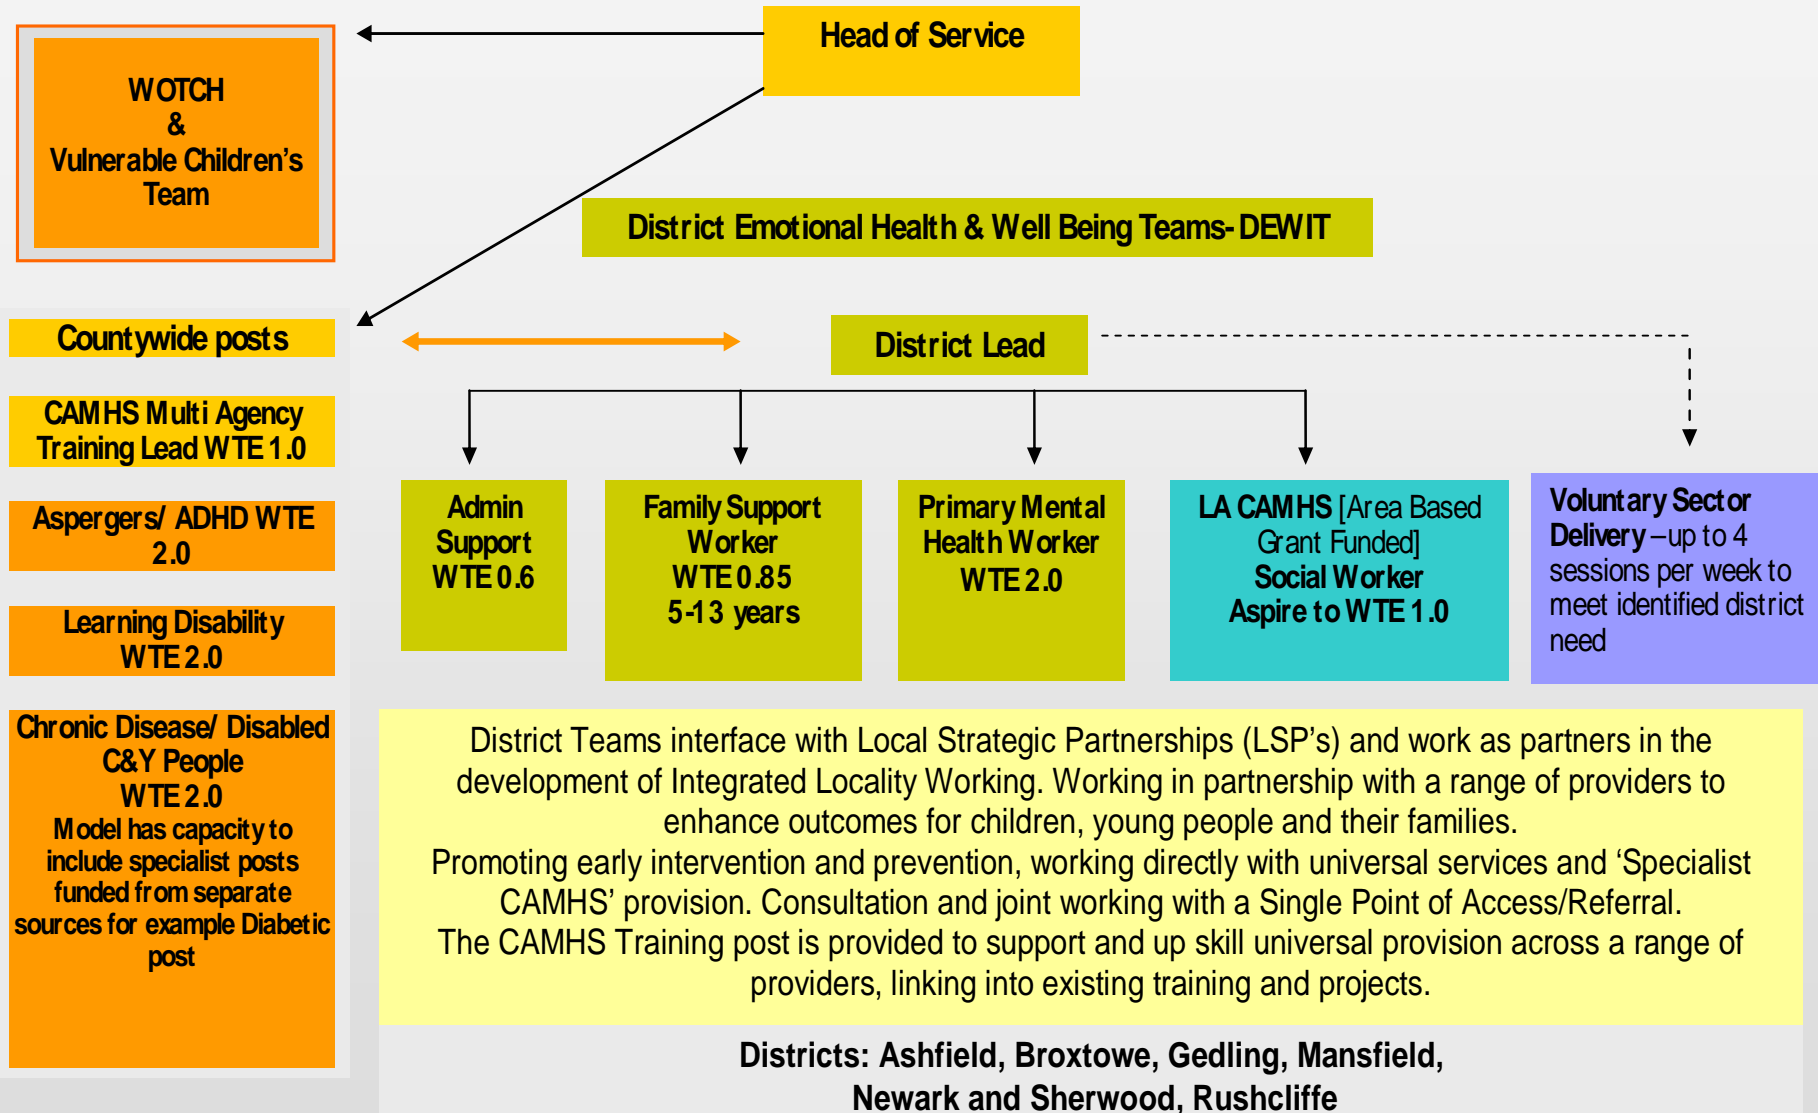 Head of Service
WOTCH
&
Vulnerable Children's
Team
District Emotional Health & Well Being Teams- DEWIT
Countywide posts
District Lead
CAMHS Multi Agency
Training Lead WTE 1.0
Aspergers/ ADHD WTE
2.0
Learning Disability
WTE 2.0
Chronic Disease/ Disabled
C&Y People
WTE 2.0
Model has capacity to
include specialist posts
funded from separate
sources for example Diabetic
post
Admin
Support
WTE 0.6
Family Support
Worker
WTE 0.85
5-13 years
Primary Mental
Health Worker
WTE 2.0
LA CAMHS [Area Based
Grant Funded]
Social Worker
Aspire to WTE 1.0
Voluntary Sector
Delivery –up to 4
sessions per week to
meet identified district
need
District Teams interface with Local Strategic Partnerships (LSP's) and work as partners in the
development of Integrated Locality Working. Working in partnership with a range of providers to
enhance outcomes for children, young people and their families.
Promoting early intervention and prevention, working directly with universal services and 'Specialist
CAMHS' provision. Consultation and joint working with a Single Point of Access/Referral.
The CAMHS Training post is provided to support and up skill universal provision across a range of
providers, linking into existing training and projects.
Districts: Ashfield, Broxtowe, Gedling, Mansfield,
Newark and Sherwood, Rushcliffe